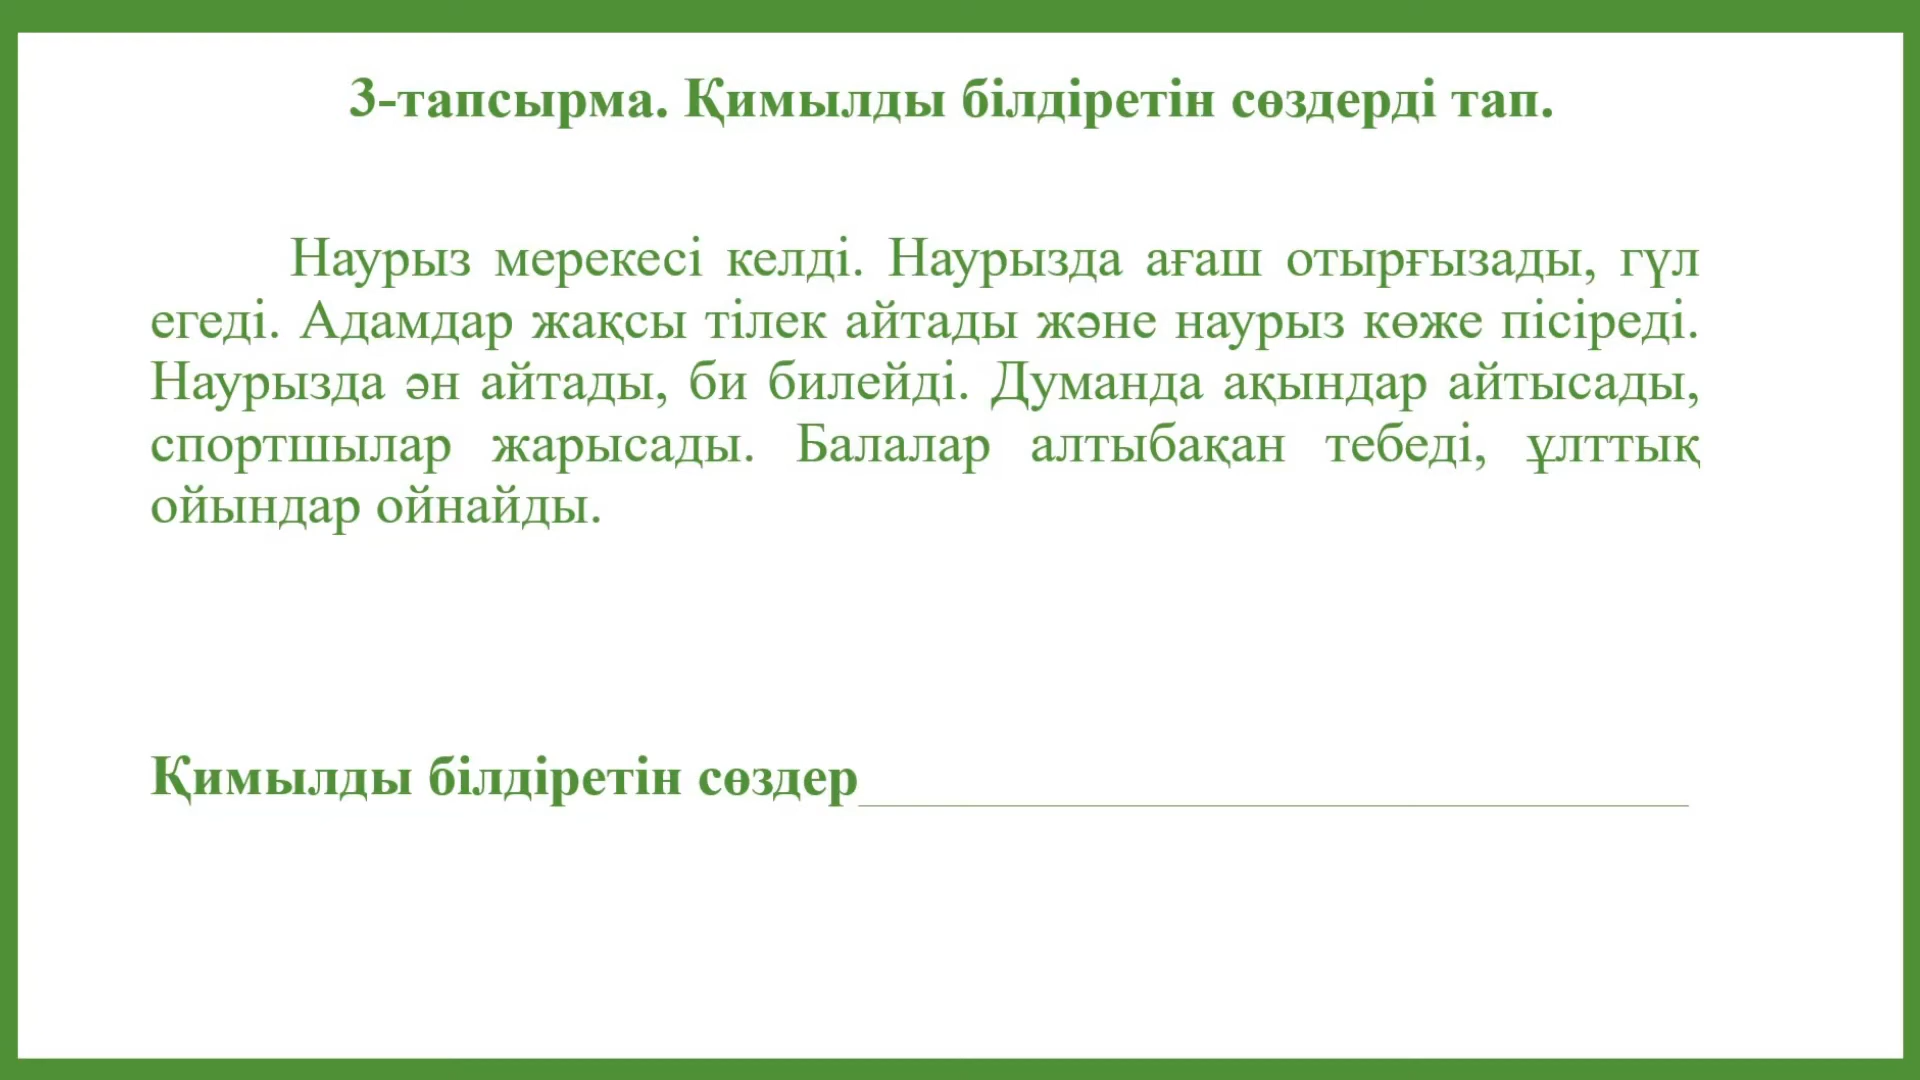 3-тапсырма. Қимылды білдіретін сөздерді тап.
Наурыз мерекесі келді. Наурызда ағаш отырғызады, гүл
егеді. Адамдар жақсы тілек айтады және наурыз көже пісіреді.
Наурызда ән айтады, би билейді. Думанда ақындар айтысады,
спортшылар жарысады. Балалар алтыбақан тебеді, ұлттық
ойындар ойнайды.
Қимылды білдіретін сөздер______________________________